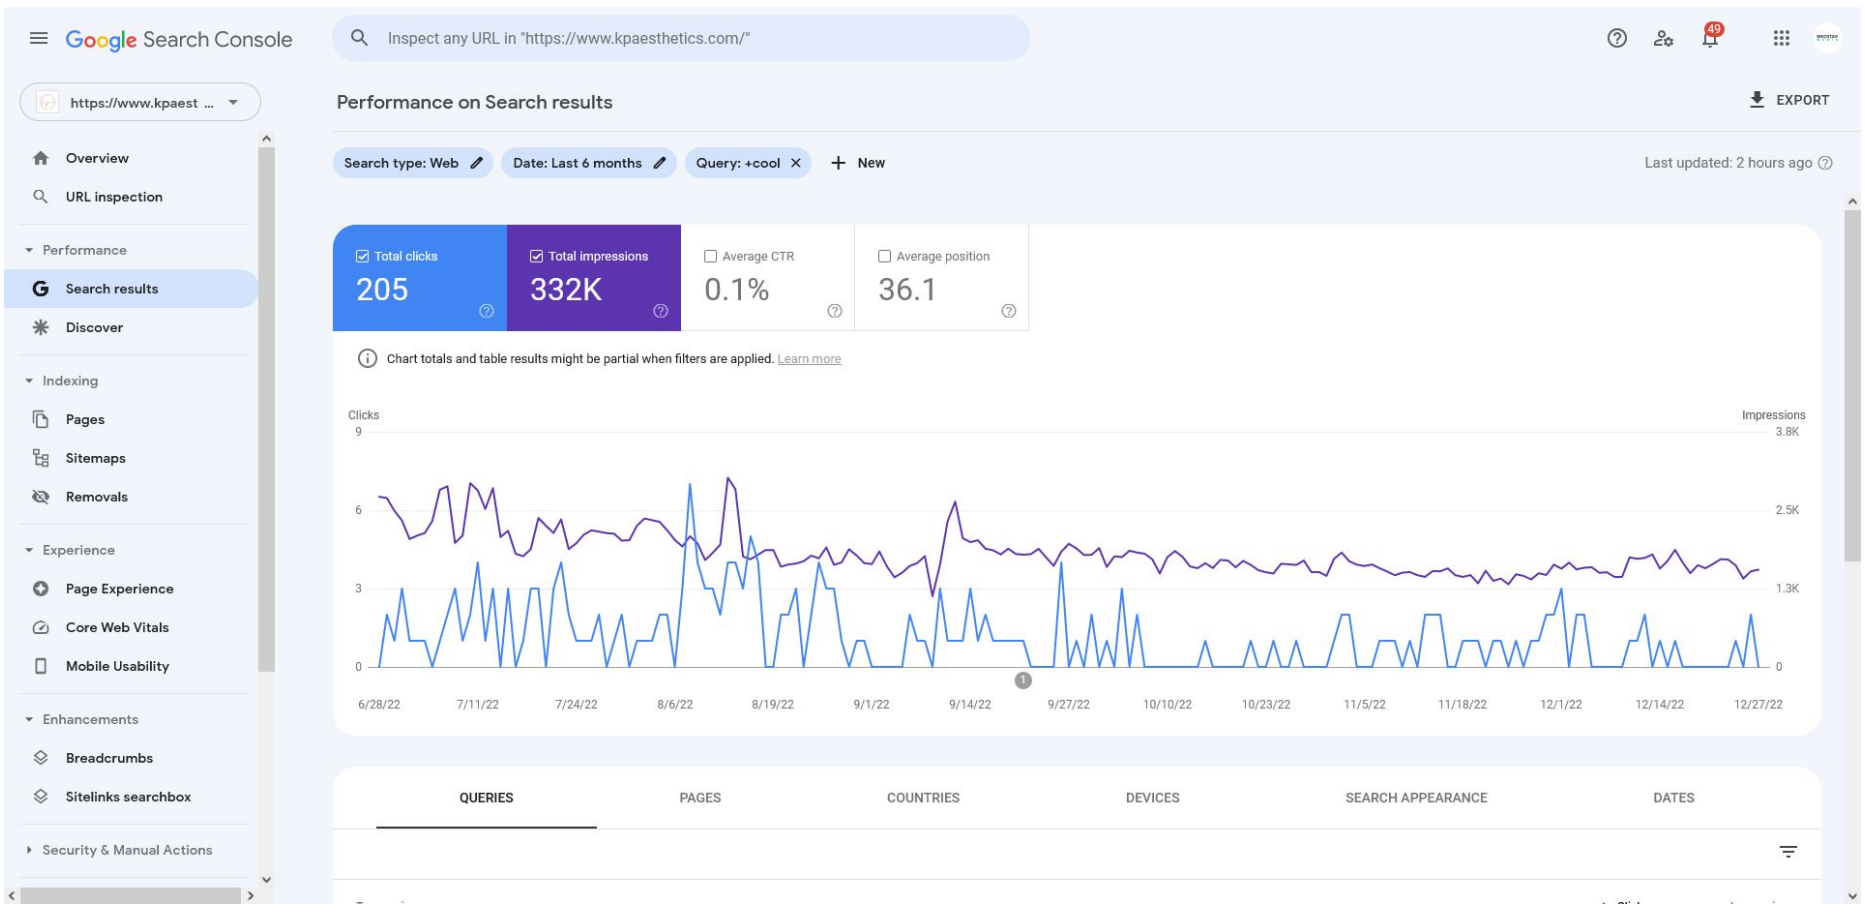 Google Search Console
Inspect any URL in "https://www.kpaesthetics.com/"
49
https://www.kpaest ...
Performance on Search results
EXPORT
Overview
URL inspection
Performance
Search results
Discover
Indexing
Pages
Sitemaps
Removals
Experience
Page Experience
Core Web Vitals
Mobile Usability
Enhancements
Breadcrumbs
Sitelinks searchbox
Security & Manual Actions
Search type: Web
Date: Last 6 months
Query: +cool
New
Last updated: 2 hours ago
Total clicks
205
Total impressions
332K
Average CTR
0.1%
Average position
36.1
Chart totals and table results might be partial when filters are applied. Learn more
Clicks
Impressions
9
3.8K
6
2.5K
3
1.3K
0
0
1
6/28/22 7/11/22 7/24/22 8/6/22 8/19/22 9/1/22 9/14/22 9/27/22 10/10/22 10/23/22 11/5/22 11/18/22 12/1/22 12/14/22 12/27/22
QUERIES PAGES COUNTRIES DEVICES SEARCH APPEARANCE DATES